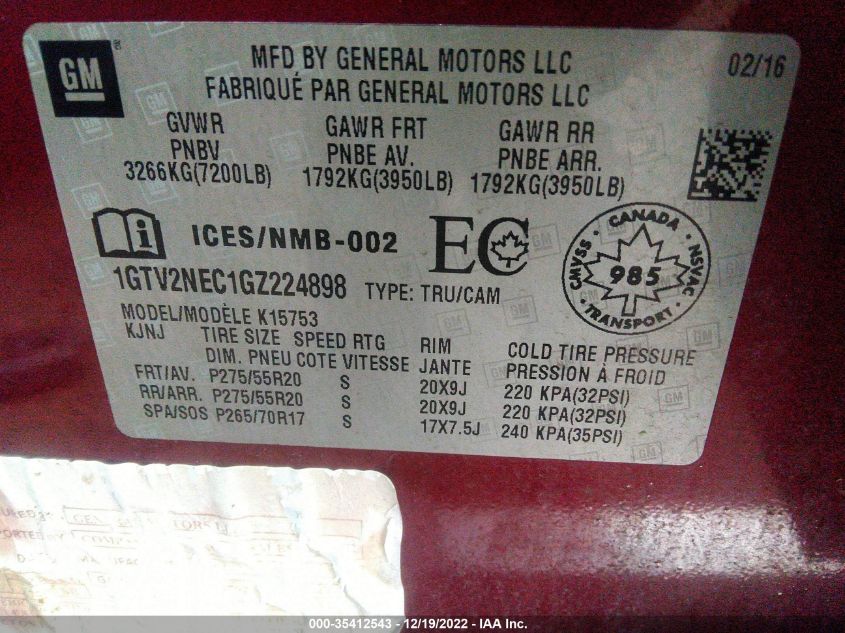 GM
MFD BY GENERAL MOTORS LLC
02/16
FABRIQUÉ PAR GENERAL MOTORS LLC
GVWR GAWR FRT GAWR RR
PNBV PNBE AV. PNBE ARR.
3266KG(7200LB) 1792KG(3950LB) 1792KG(3950LB)
ICES/NMB-002 EC
CANADA
CMVSS 985 NSVAC
TRANSPORT
1GTV2NEC1GZ224898 TYPE: TRU/CAM
MODEL/MODÈLE K15753
KJNJ TIRE SIZE SPEED RTG RIM COLD TIRE PRESSURE
DIM. PNEU COTE VITESSE JANTE PRESSION À FROID
FRT/AV. P275/55R20 S 20X9J 220 KPA(32PSI)
RR/ARR. P275/55R20 S 20X9J 220 KPA(32PSI)
SPA/SOS P265/70R17 S 17X7.5J 240 KPA(35PSI)
000-35412543 - 12/19/2022 - IAA Inc.